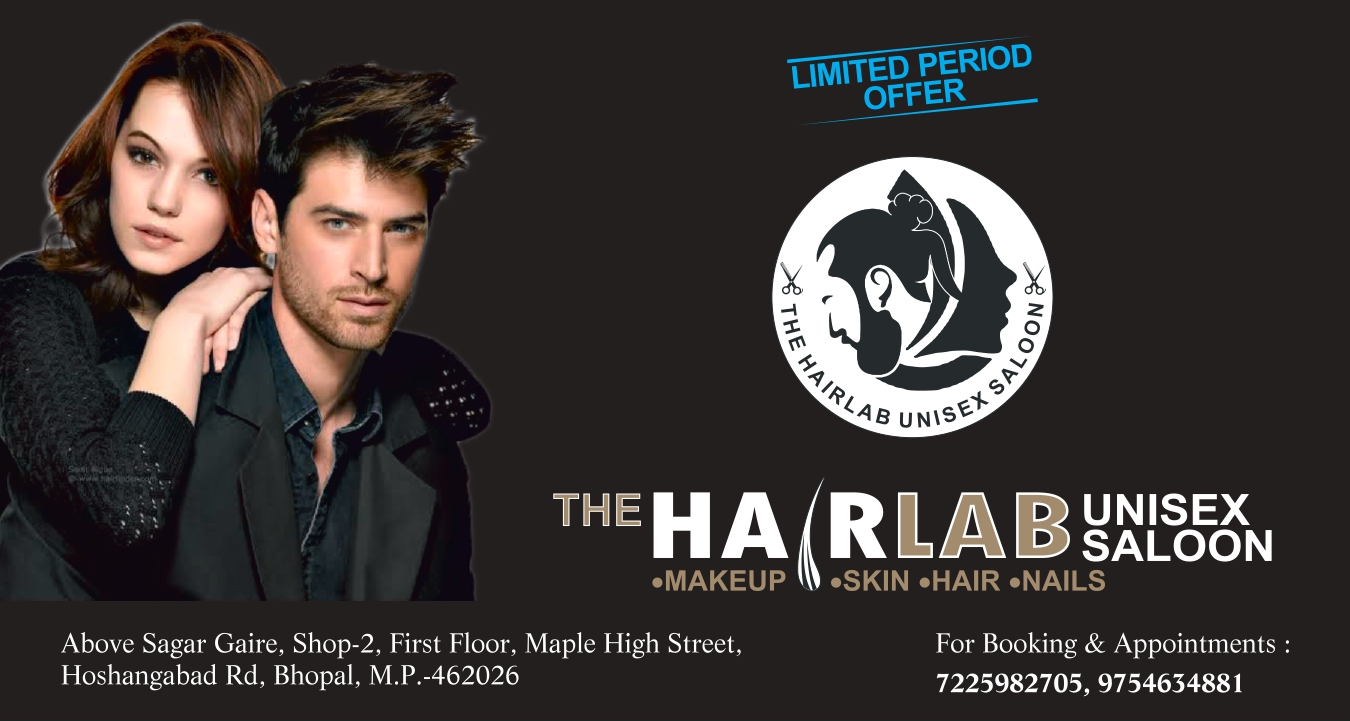 LIMITED PERIOD
OFFER
THE HAIRLAB UNISEX SALOON
THE HAIRLAB UNISEX
SALOON
•MAKEUP •SKIN •HAIR •NAILS
Above Sagar Gaire, Shop-2, First Floor, Maple High Street,
Hoshangabad Rd, Bhopal, M.P.-462026
For Booking & Appointments :
7225982705, 9754634881